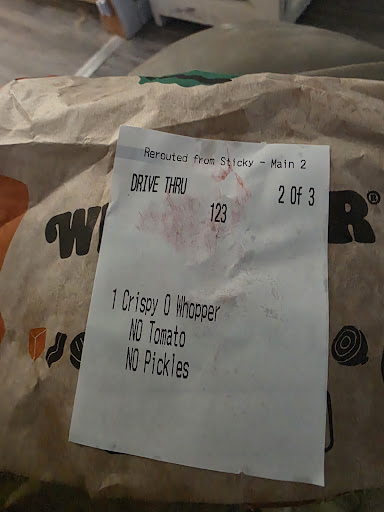 Rerouted from Sticky - Main 2
DRIVE THRU
2 Of 3
123
W R®
1 Crispy O Whopper
NO Tomato
NO Pickles